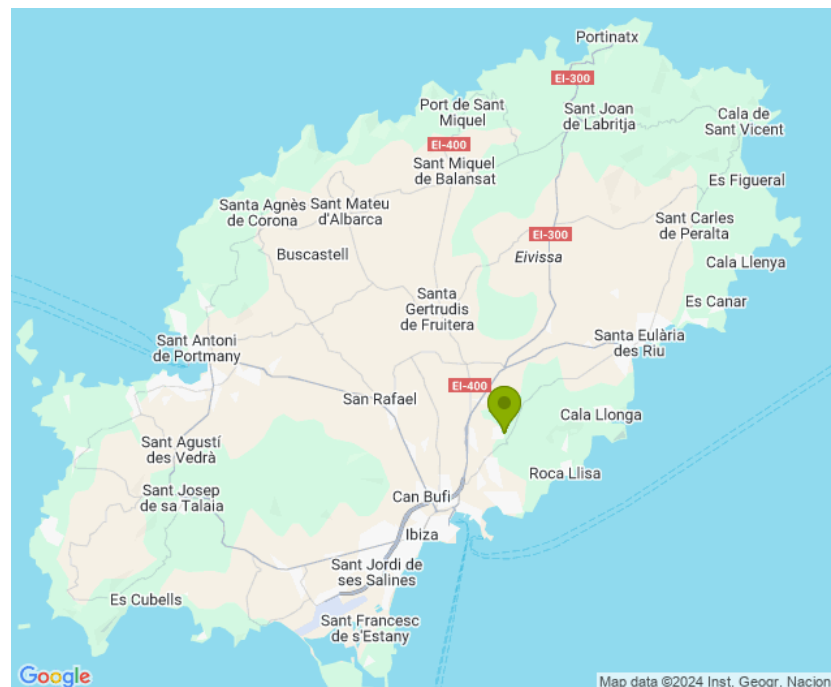 Portinatx
EI-300
Port de Sant
Miquel
Sant Joan
de Labritja
Cala de
Sant Vicent
EI-400
Sant Miquel
de Balansat
Es Figueral
Santa Agnès
de Corona
Sant Mateu
d'Albarca
Sant Carles
de Peralta
EI-300
Buscastell
Eivissa
Cala Llenya
Santa
Gertrudis
de Fruitera
Es Canar
Sant Antoni
de Portmany
Santa Eulària
des Riu
EI-400
San Rafael
Cala Llonga
Sant Agustí
des Vedrà
Roca Llisa
Sant Josep
de sa Talaia
Can Bufi
Ibiza
Sant Jordi de
ses Salines
Es Cubells
Sant Francesc
de s'Estany
Google
Map data ©2024 Inst. Geogr. Nacion